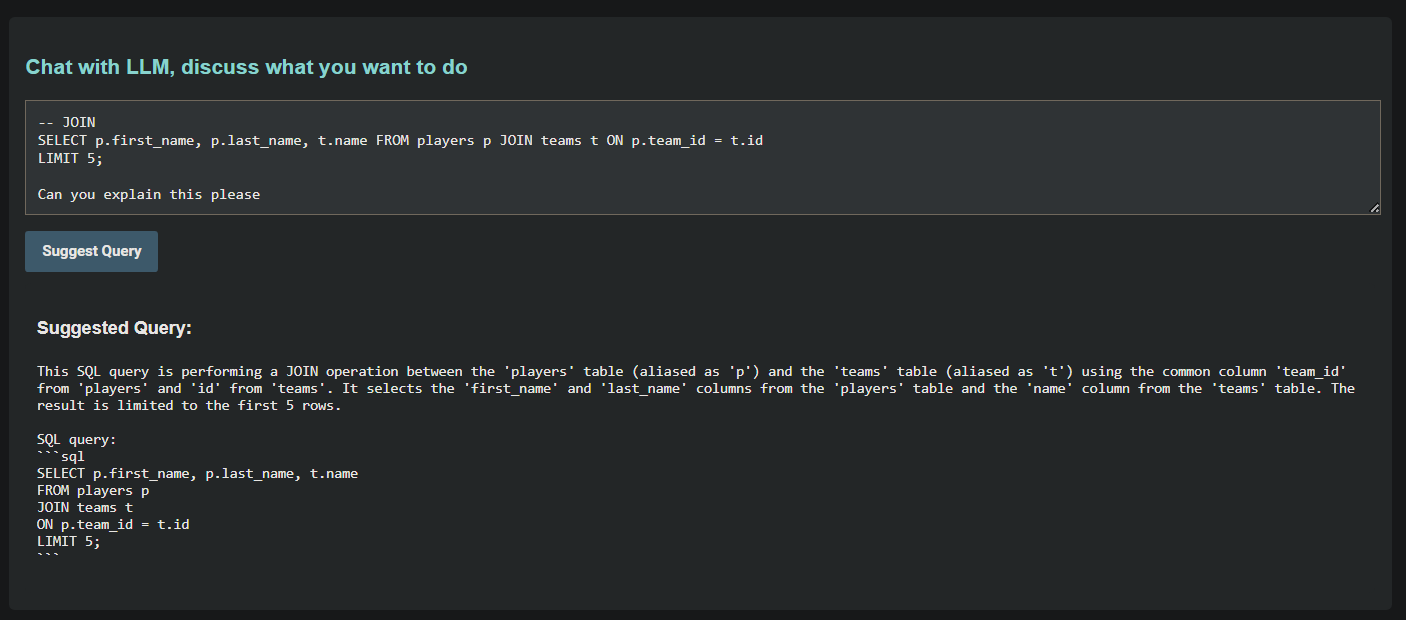 Chat with LLM, discuss what you want to do
-- JOIN
SELECT p.first_name, p.last_name, t.name FROM players p JOIN teams t ON p.team_id = t.id
LIMIT 5;
Can you explain this please
Suggest Query
Suggested Query:
This SQL query is performing a JOIN operation between the 'players' table (aliased as 'p') and the 'teams' table (aliased as 't') using the common column 'team_id'
from 'players' and 'id' from 'teams'. It selects the 'first_name' and 'last_name' columns from the 'players' table and the 'name' column from the 'teams' table. The
result is limited to the first 5 rows.
SQL query:
```sql
SELECT p.first_name, p.last_name, t.name
FROM players p
JOIN teams t
ON p.team_id = t.id
LIMIT 5;
```